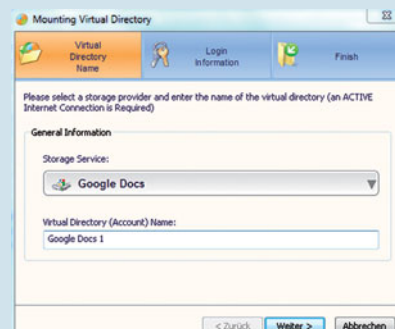 Mounting Virtual Directory
Virtual
Directory
Name
Login
Information
Finish
Please select a storage provider and enter the name of the virtual directory (an ACTIVE
Internet Connection is Required)
General Information
Storage Service:
Google Docs
Virtual Directory (Account) Name:
Google Docs 1
< Zurück
Weiter >
Abbrechen